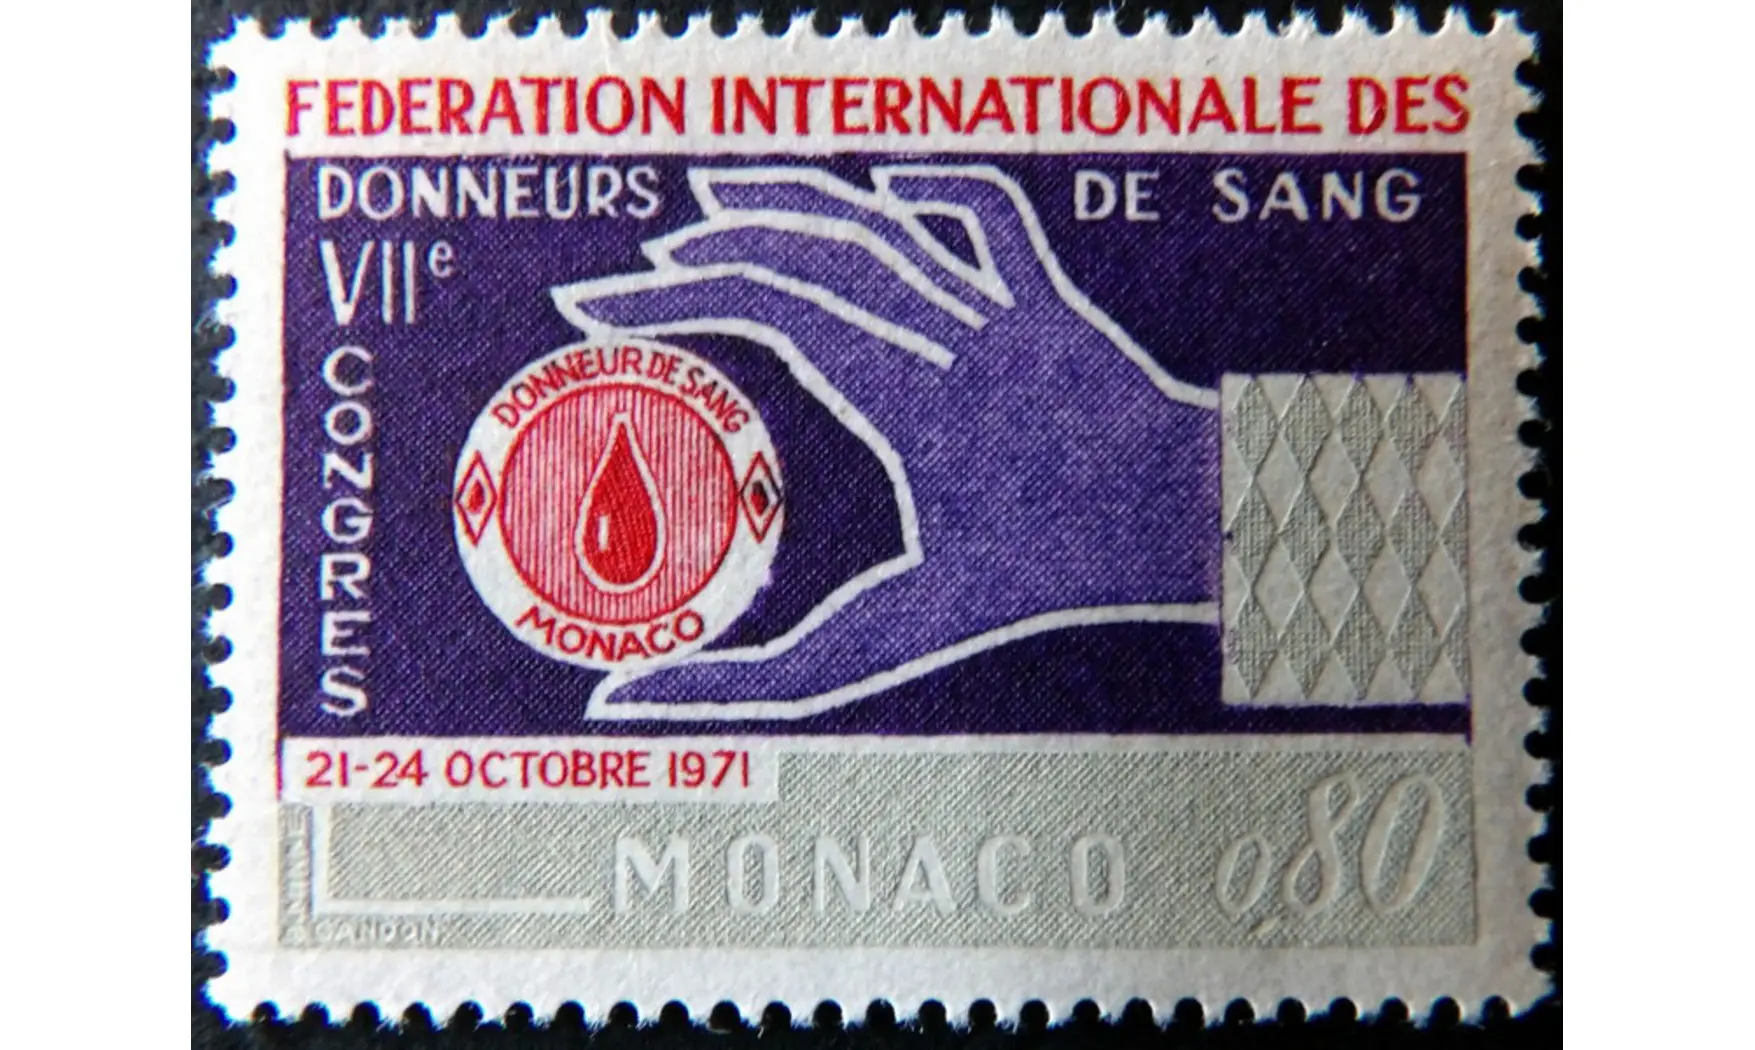 FEDERATION INTERNATIONALE DES
DONNEURS DE SANG
VIIe
CONGRES
DONNEUR DE SANG
MONACO
21-24 OCTOBRE 1971
MONACO 0,80
GANDON